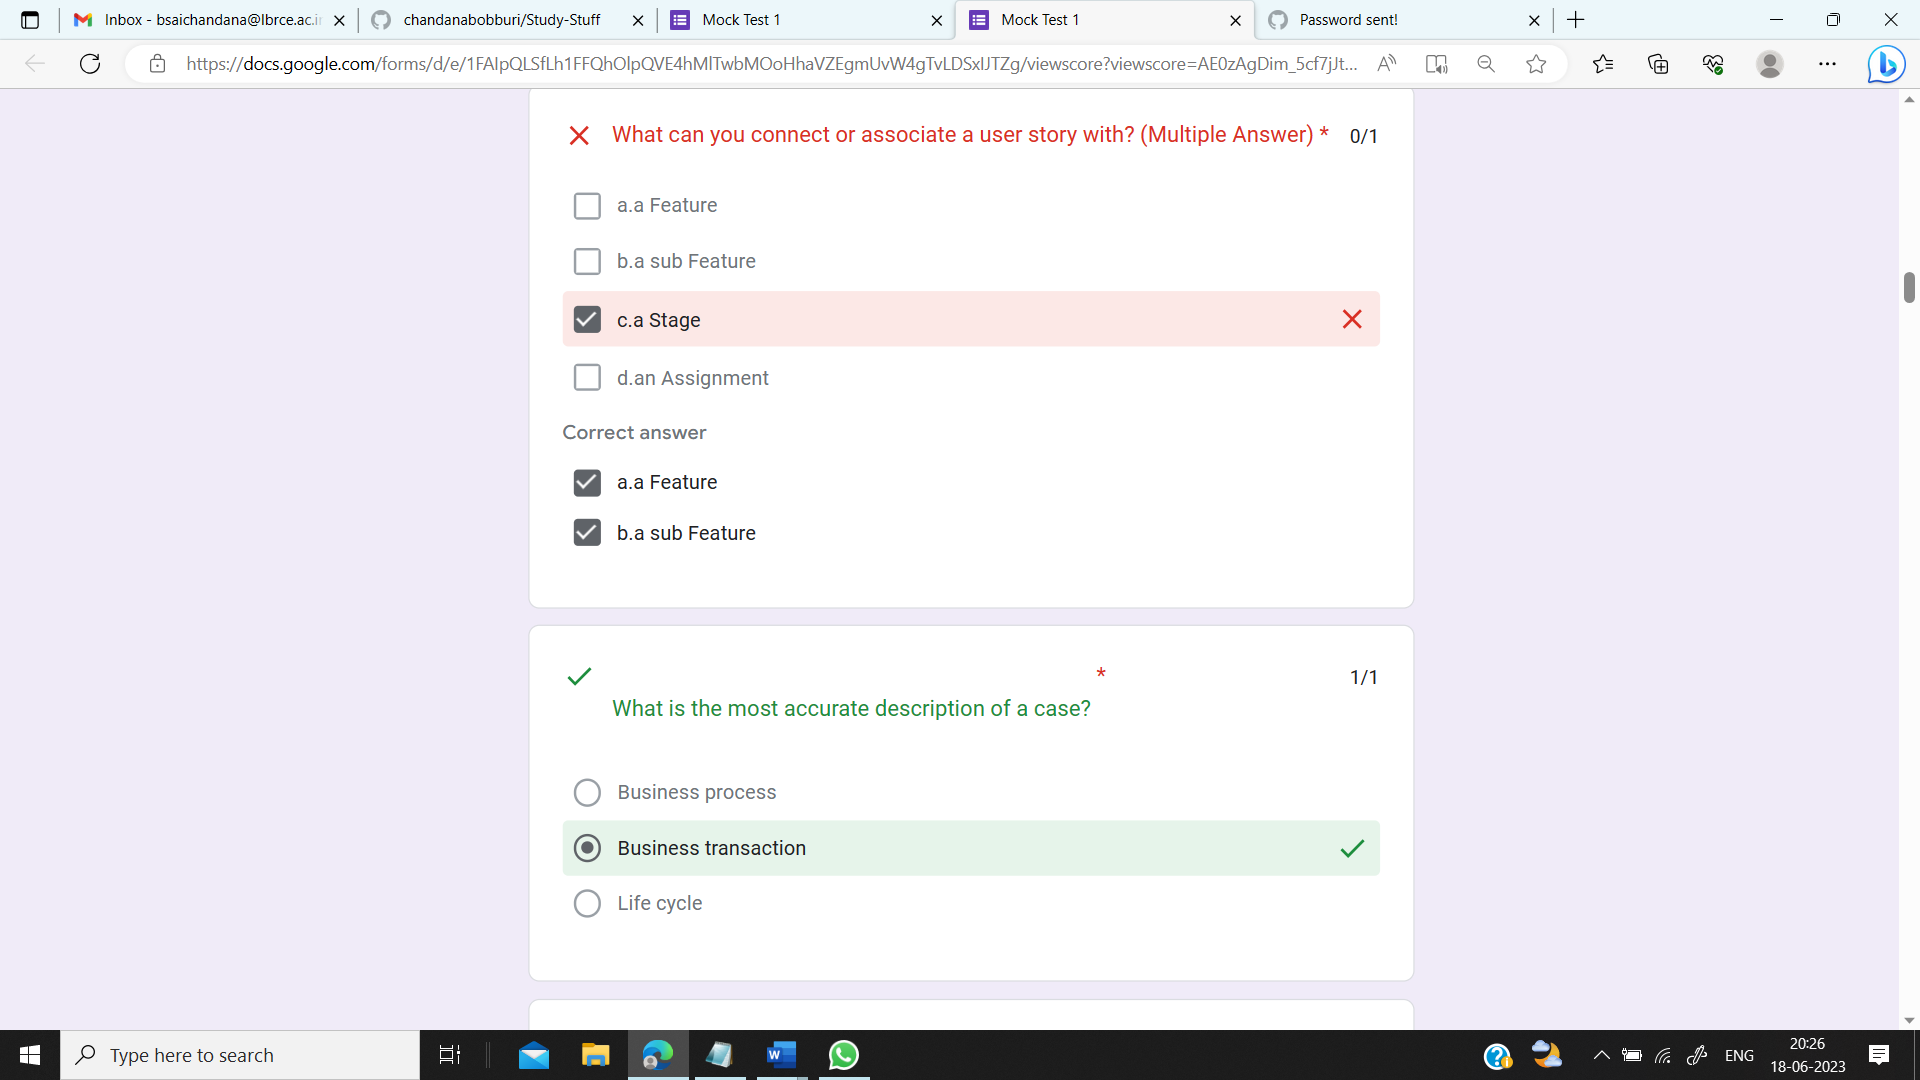 Inbox - bsaichandana@lbrce.ac.i
chandanabobburi/Study-Stuff
Mock Test 1
Mock Test 1
Password sent!
https://docs.google.com/forms/d/e/1FAIpQLSfLh1FFQhOlpQVE4hMlTwbMOoHhaVZEgmUvW4gTvLDSxIJTZg/viewscore?viewscore=AE0zAgDim_5cf7jJt...
What can you connect or associate a user story with? (Multiple Answer) * 0/1
a.a Feature
b.a sub Feature
c.a Stage
d.an Assignment
Correct answer
a.a Feature
b.a sub Feature
* 1/1
What is the most accurate description of a case?
Business process
Business transaction
Life cycle
Type here to search
ENG
20:26
18-06-2023